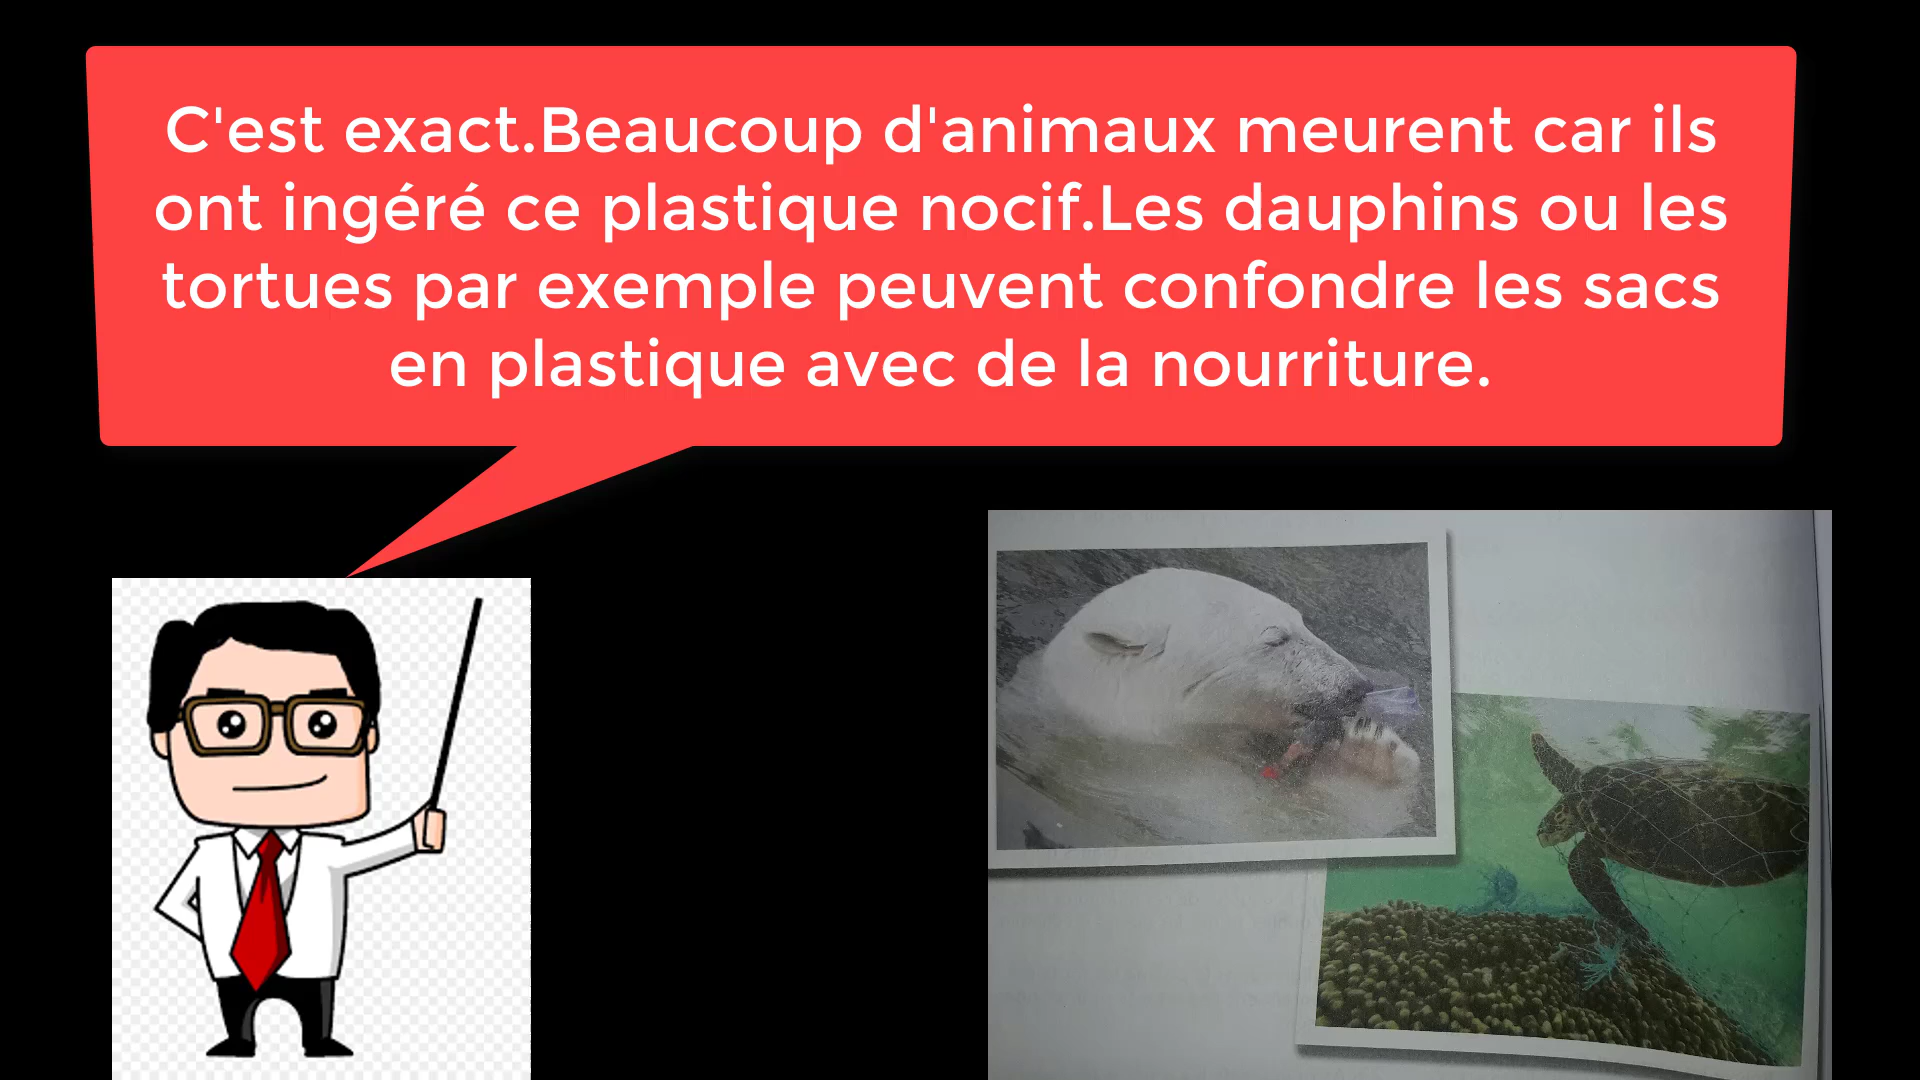 C'est exact.Beaucoup d'animaux meurent car ils
ont ingéré ce plastique nocif.Les dauphins ou les
tortues par exemple peuvent confondre les sacs
en plastique avec de la nourriture.